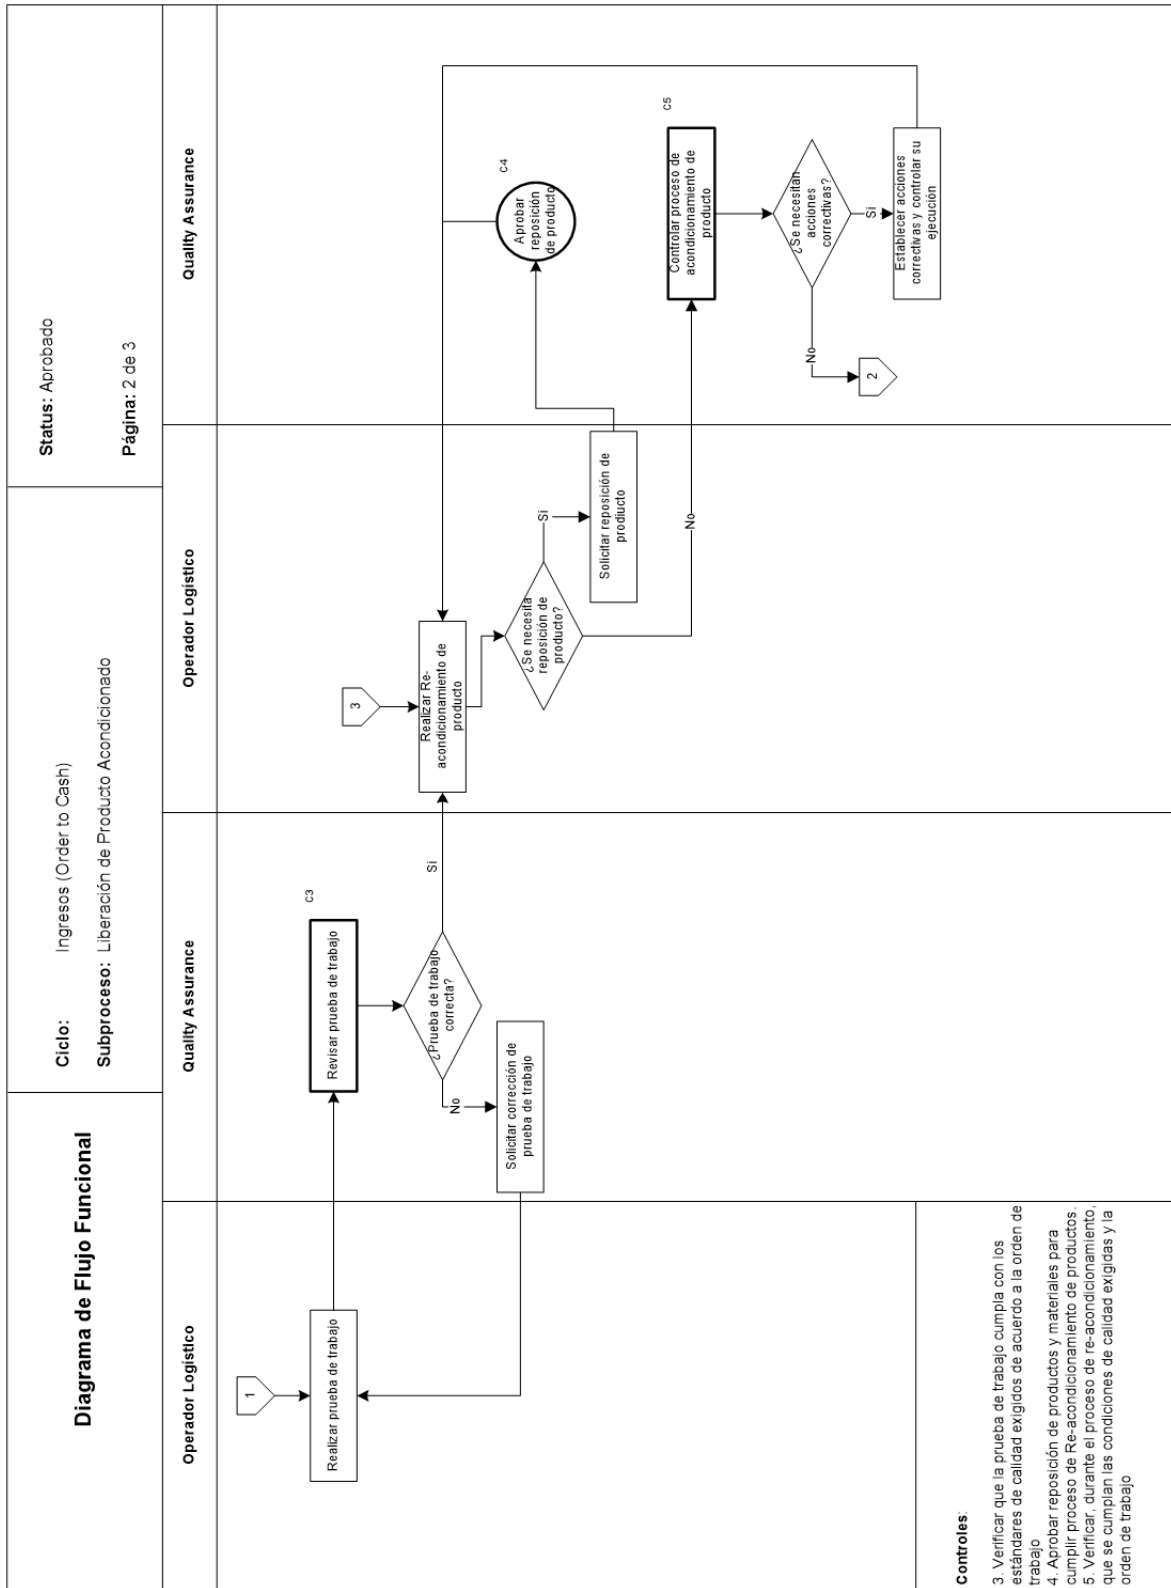 Diagrama de Flujo Funcional
Ciclo: Ingresos (Order to Cash)
Subproceso: Liberación de Producto Acondicionado
Status: Aprobado
Página: 2 de 3
Operador Logístico
Quality Assurance
Operador Logístico
Quality Assurance
1
Realizar prueba de trabajo
Revisar prueba de trabajo
C3
¿Prueba de trabajo
correcta?
Si
No
Solicitar corrección de
prueba de trabajo
3
Realizar Re-
acondicionamiento de
producto
¿Se necesita
reposición de
producto?
Si
No
Solicitar reposición de
prodiucto
Aprobar
reposición
de producto
C4
Controlar proceso de
acondicionamiento de
producto
C5
¿Se necesitan
acciones
correctivas?
Si
No
2
Establecer acciones
correctivas y controlar su
ejecución
Controles:
3. Verificar que la prueba de trabajo cumpla con los
estándares de calidad exigidos de acuerdo a la orden de
trabajo
4. Aprobar reposición de productos y materiales para
cumplir proceso de Re-acondicionamiento de productos.
5. Verificar, durante el proceso de re-acondicionamiento,
que se cumplan las condiciones de calidad exigidas y la
orden de trabajo